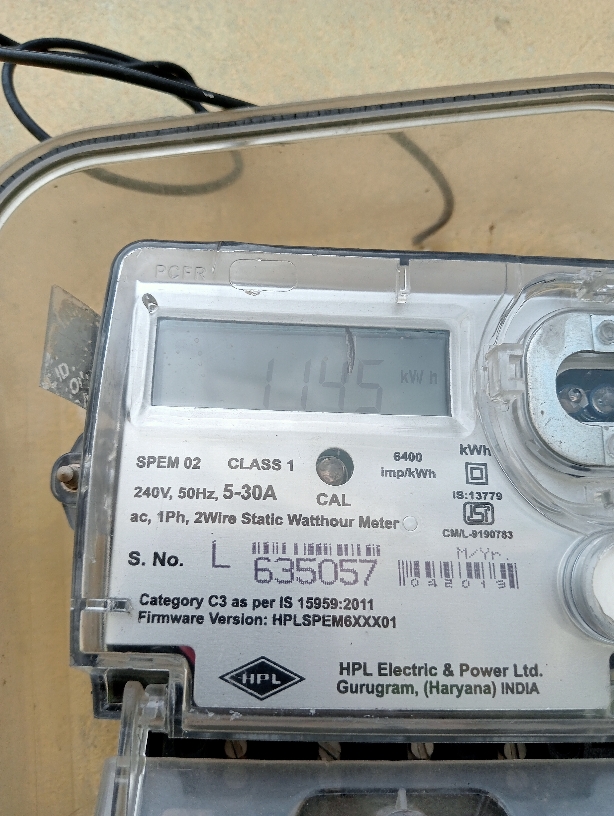 1145 kWh
SPEM 02 CLASS 1
6400
imp/kWh
kWh
240V, 50Hz, 5-30A
CAL
IS:13779
ac, 1Ph, 2Wire Static Watthour Meter
CM/L-9190783
S. No. L 635057
M/Yr.
042019
Category C3 as per IS 15959:2011
Firmware Version: HPLSPEM6XXX01
HPL
HPL Electric & Power Ltd.
Gurugram, (Haryana) INDIA